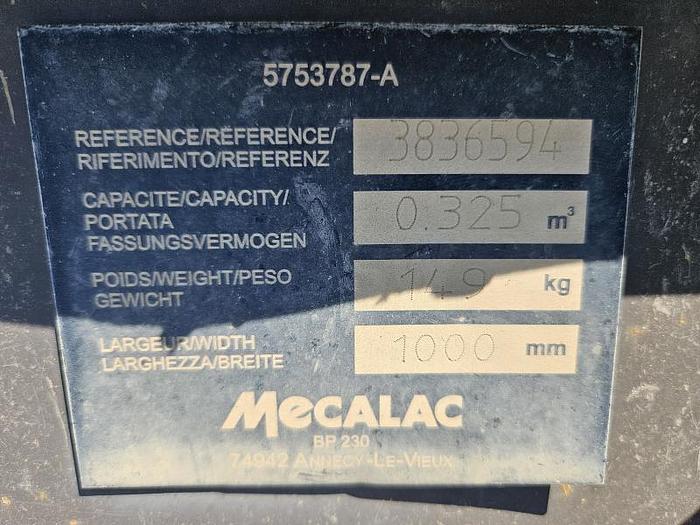 5753787-A
REFERENCE/REFERENCE/ 3836594
RIFERIMENTO/REFERENZ
CAPACITE/CAPACITY/ 0.325 m³
PORTATA
FASSUNGSVERMOGEN
POIDS/WEIGHT/PESO 149 kg
GEWICHT
LARGEUR/WIDTH 1000 mm
LARGHEZZA/BREITE
MECALAC
BP 230
74942 ANNECY-LE-VIEUX